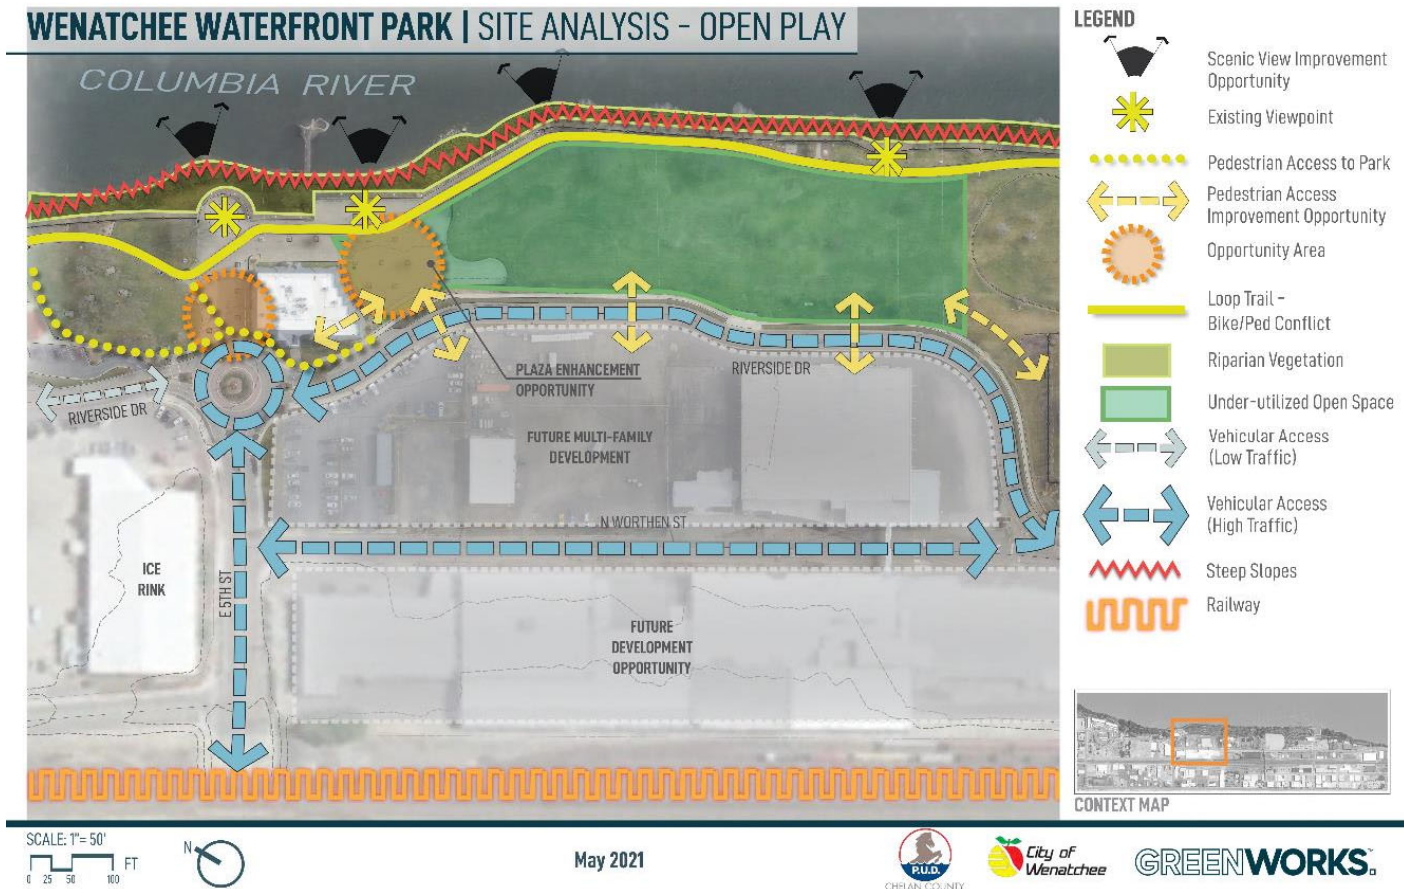 WENATCHEE WATERFRONT PARK | SITE ANALYSIS - OPEN PLAY
COLUMBIA RIVER
PLAZA ENHANCEMENT
OPPORTUNITY
RIVERSIDE DR
RIVERSIDE DR
FUTURE MULTI-FAMILY
DEVELOPMENT
N WORTHEN ST
ICE
RINK
E 5TH ST
FUTURE
DEVELOPMENT
OPPORTUNITY
LEGEND
Scenic View Improvement
Opportunity
Existing Viewpoint
Pedestrian Access to Park
Pedestrian Access
Improvement Opportunity
Opportunity Area
Loop Trail -
Bike/Ped Conflict
Riparian Vegetation
Under-utilized Open Space
Vehicular Access
(Low Traffic)
Vehicular Access
(High Traffic)
Steep Slopes
Railway
CONTEXT MAP
SCALE: 1"= 50'
FT
0 25 50 100
N
May 2021
P.U.D.
CHELAN COUNTY
City of
Wenatchee
GREENWORKS.